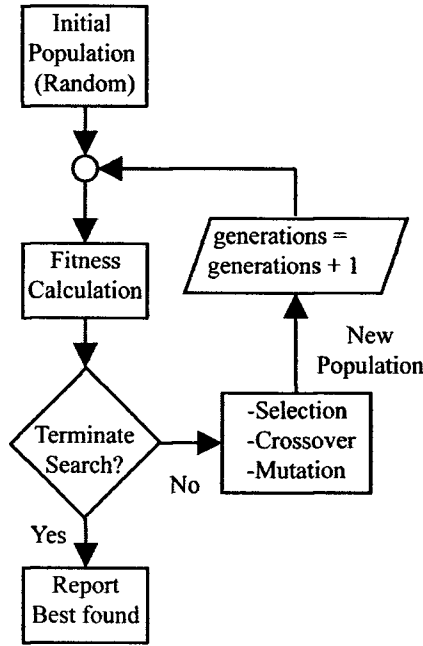 Initial
Population
(Random)
generations =
generations + 1
Fitness
Calculation
New
Population
Terminate
Search?
-Selection
-Crossover
-Mutation
No
Yes
Report
Best found